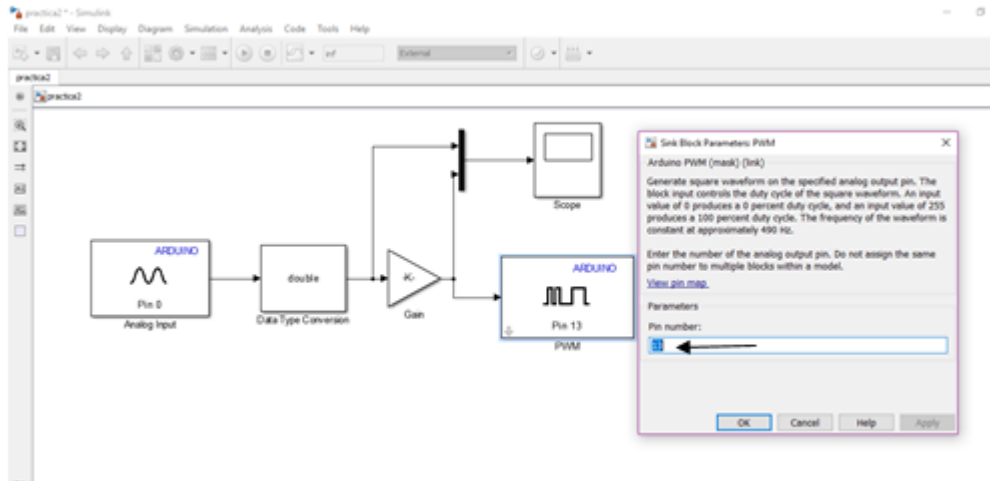 practica2 * - Simulink
File Edit View Display Diagram Simulation Analysis Code Tools Help
inf
External
practica2
practica2
Scope
ARDUINO
Pin 0
Analog Input
double
Data Type Conversion
-K-
Gain
ARDUINO
Pin 13
PWM
Sink Block Parameters: PWM
Arduino PWM (mask) (link)
Generate square waveform on the specified analog output pin. The
block input controls the duty cycle of the square waveform. An input
value of 0 produces a 0 percent duty cycle, and an input value of 255
produces a 100 percent duty cycle. The frequency of the waveform is
constant at approximately 490 Hz.
Enter the number of the analog output pin. Do not assign the same
pin number to multiple blocks within a model.
View pin map
Parameters
Pin number:
13
OK Cancel Help Apply